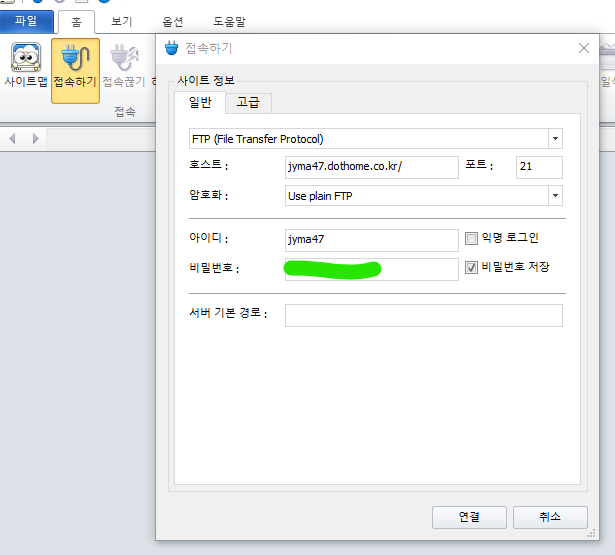 파일 홈 보기 옵션 도움말
사이트맵 접속하기 접속끊기
접속
접속하기
사이트 정보
일반 고급
FTP (File Transfer Protocol)
호스트 : jyma47.dothome.co.kr/ 포트 : 21
암호화 : Use plain FTP
아이디 : jyma47 익명 로그인
비밀번호 : 비밀번호 저장
서버 기본 경로 :
연결 취소